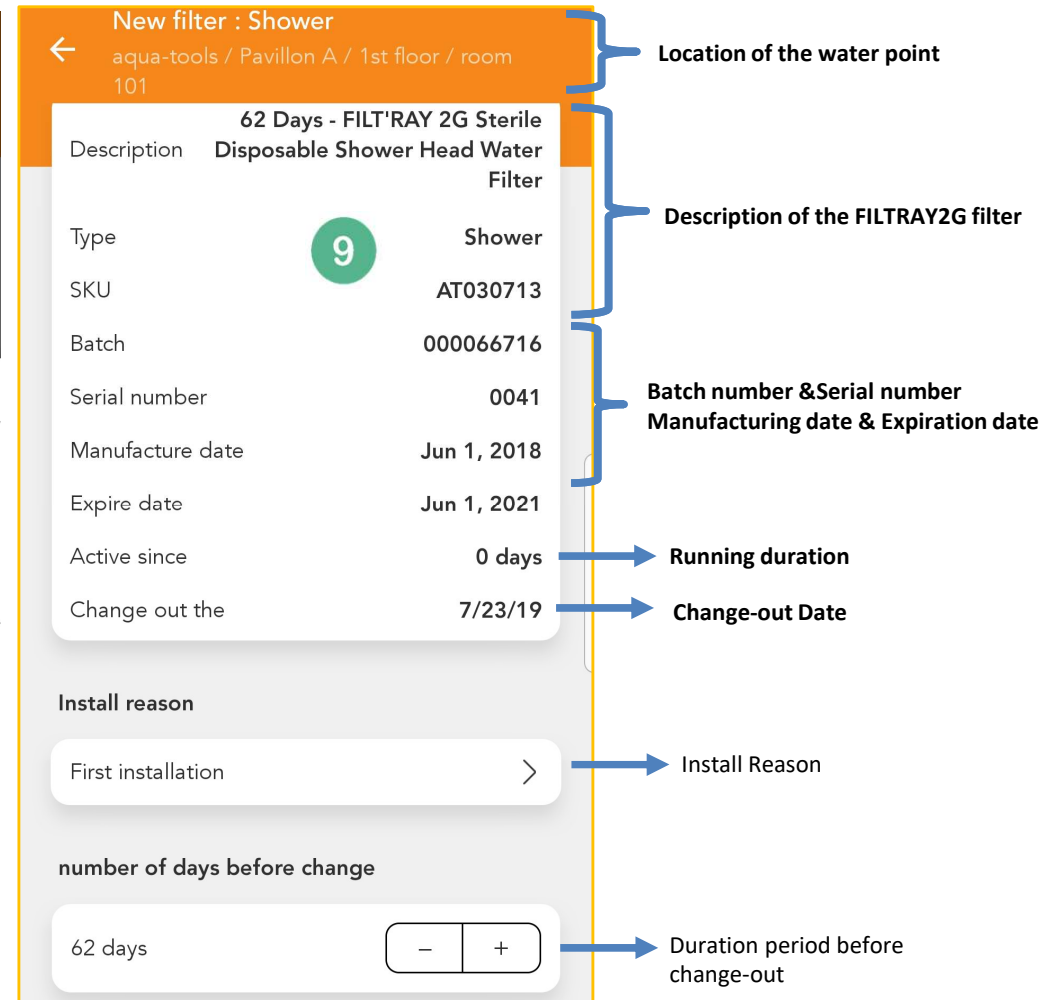 New filter : Shower
aqua-tools / Pavillon A / 1st floor / room
101
Location of the water point
Description
62 Days - FILT'RAY 2G Sterile
Disposable Shower Head Water
Filter
Description of the FILTRAY2G filter
Type Shower
9
SKU AT030713
Batch 000066716
Serial number 0041
Manufacture date Jun 1, 2018
Expire date Jun 1, 2021
Batch number &Serial number
Manufacturing date & Expiration date
Active since 0 days
Running duration
Change out the 7/23/19
Change-out Date
Install reason
First installation
Install Reason
number of days before change
62 days − +
Duration period before
change-out